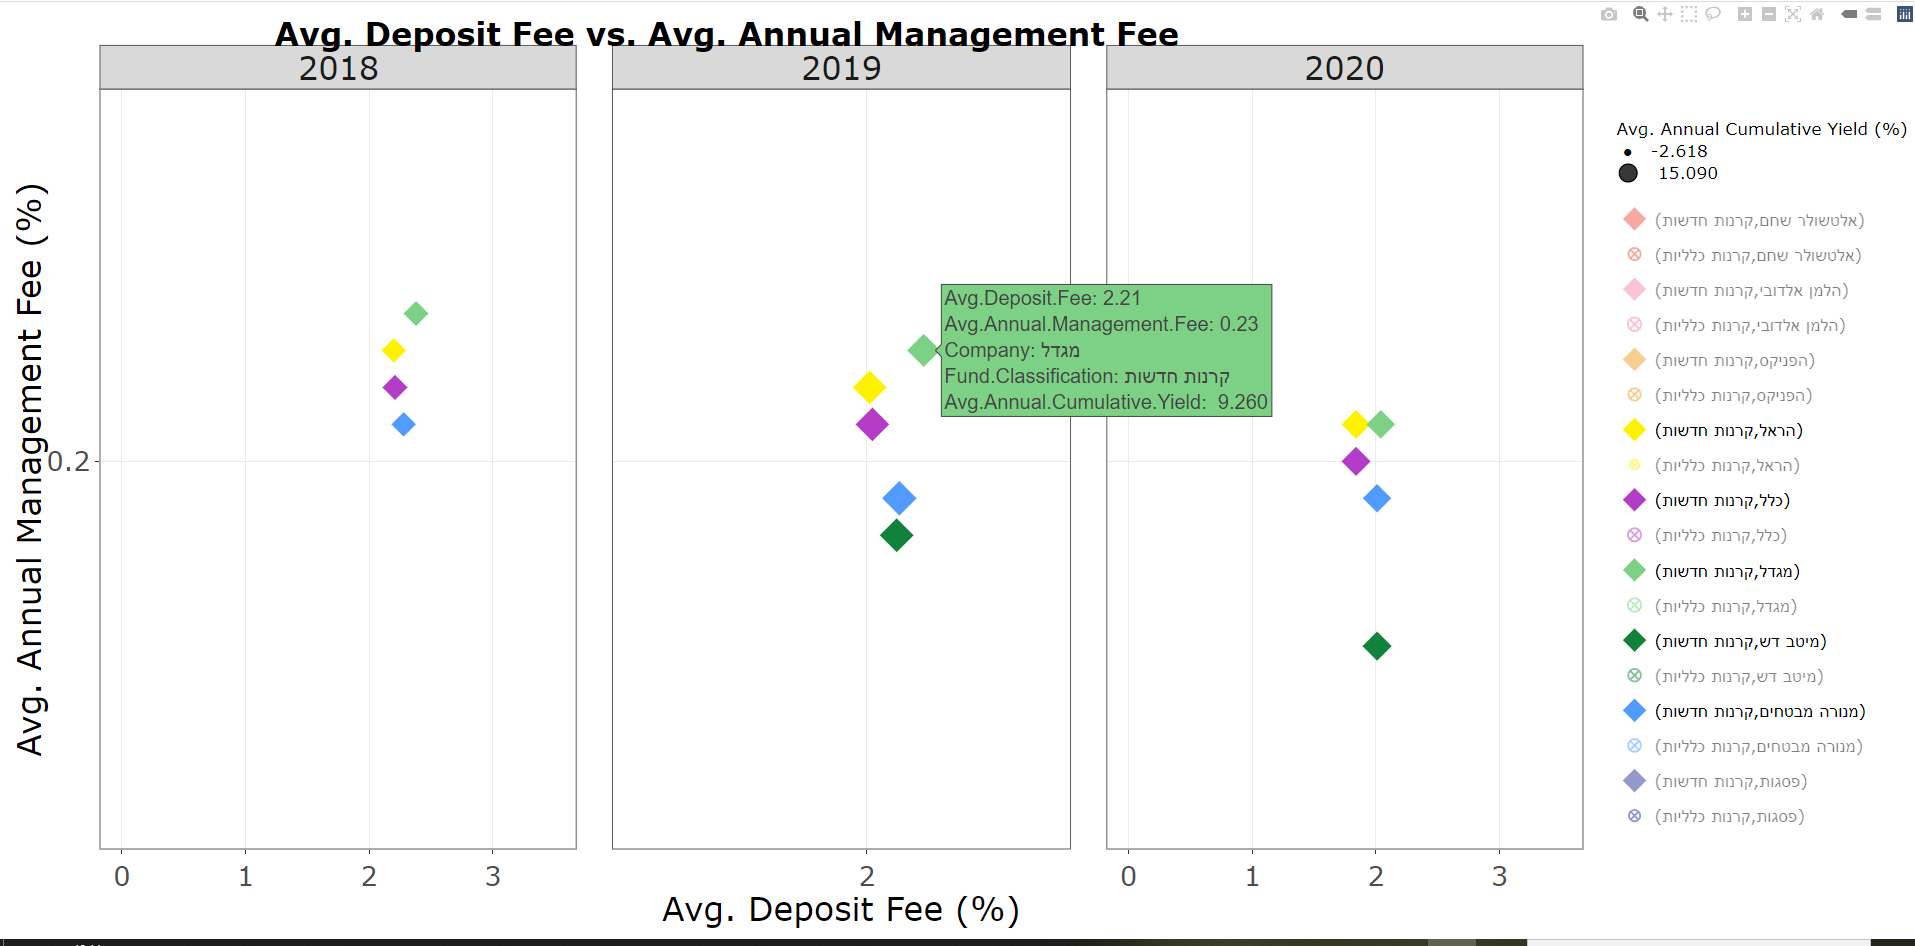 Avg. Deposit Fee vs. Avg. Annual Management Fee
2018
2019
2020
Avg. Annual Management Fee (%)
0.2
Avg.Deposit.Fee: 2.21
Avg.Annual.Management.Fee: 0.23
Company: מגדל
Fund.Classification: קרנות חדשות
Avg.Annual.Cumulative.Yield: 9.260
0 1 2 3
2
0 1 2 3
Avg. Deposit Fee (%)
Avg. Annual Cumulative Yield (%)
-2.618
15.090
(אלטשולר שחם,קרנות חדשות)
(אלטשולר שחם,קרנות כלליות)
(הלמן אלדובי,קרנות חדשות)
(הלמן אלדובי,קרנות כלליות)
(הפניקס,קרנות חדשות)
(הפניקס,קרנות כלליות)
(הראל,קרנות חדשות)
(הראל,קרנות כלליות)
(כלל,קרנות חדשות)
(כלל,קרנות כלליות)
(מגדל,קרנות חדשות)
(מגדל,קרנות כלליות)
(מיטב דש,קרנות חדשות)
(מיטב דש,קרנות כלליות)
(מנורה מבטחים,קרנות חדשות)
(מנורה מבטחים,קרנות כלליות)
(פסגות,קרנות חדשות)
(פסגות,קרנות כלליות)